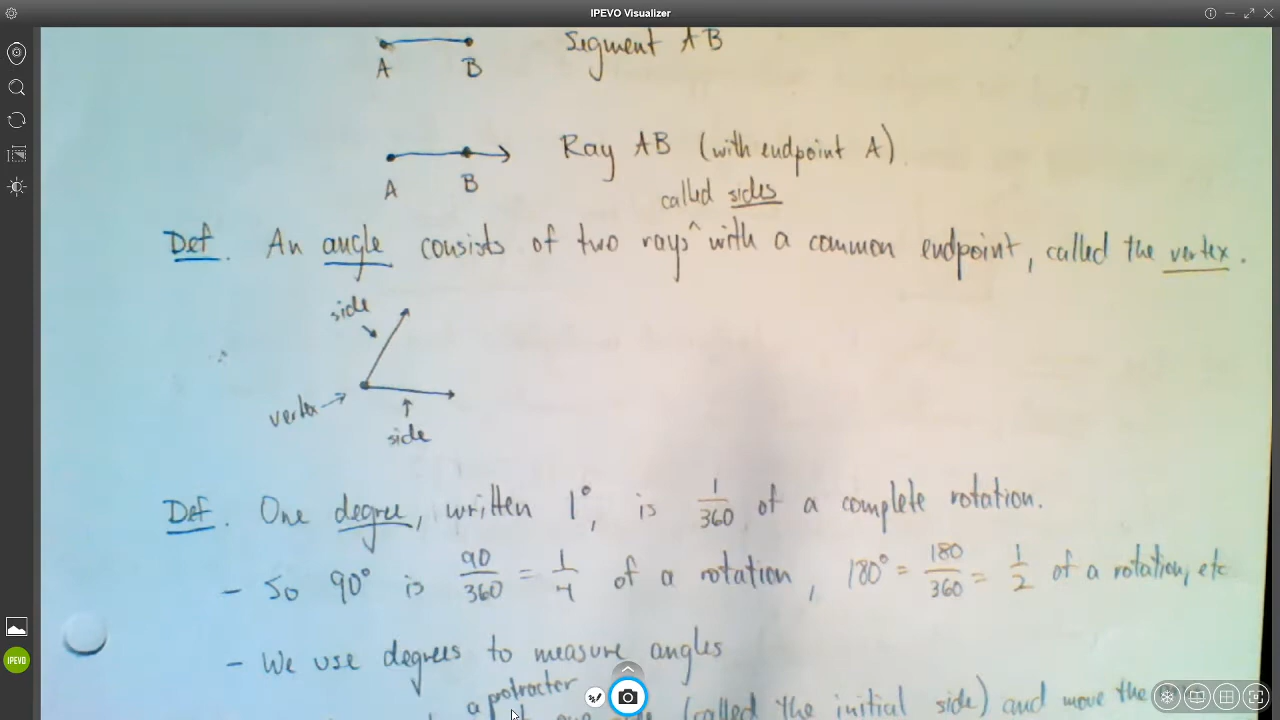 IPEVO Visualizer
Segment AB
A B
Ray AB (with endpoint A)
A B
called sides
Def. An angle consists of two rays ^ with a common endpoint, called the vertex.
side
vertex →
side
Def. One degree, written 1°, is 1/360 of a complete rotation.
- So 90° is 90/360 = 1/4 of a rotation, 180° = 180/360 = 1/2 of a rotation, etc
- We use degrees to measure angles
a protracter
one side (called the initial side) and move the
IPEVO